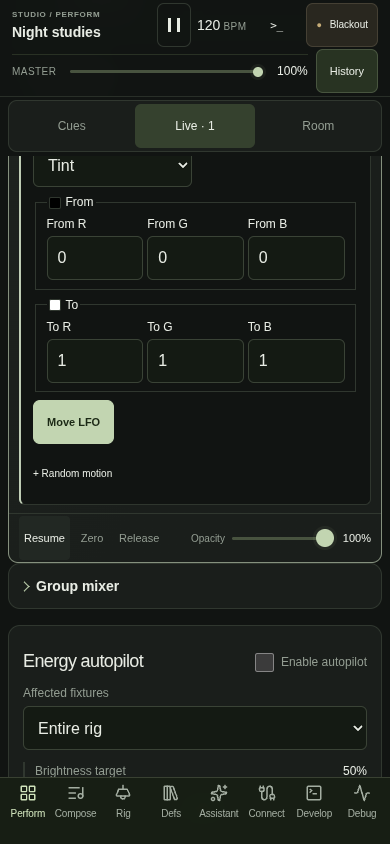 STUDIO / PERFORM
Night studies
120 BPM
>_
Blackout
MASTER
100%
History
Cues
Live · 1
Room
Tint
From
From R
From G
From B
0
0
0
To
To R
To G
To B
1
1
1
Move LFO
+ Random motion
Resume
Zero
Release
Opacity
100%
Group mixer
Energy autopilot
Enable autopilot
Affected fixtures
Entire rig
Brightness target
50%
Perform
Compose
Rig
Defs
Assistant
Connect
Develop
Debug